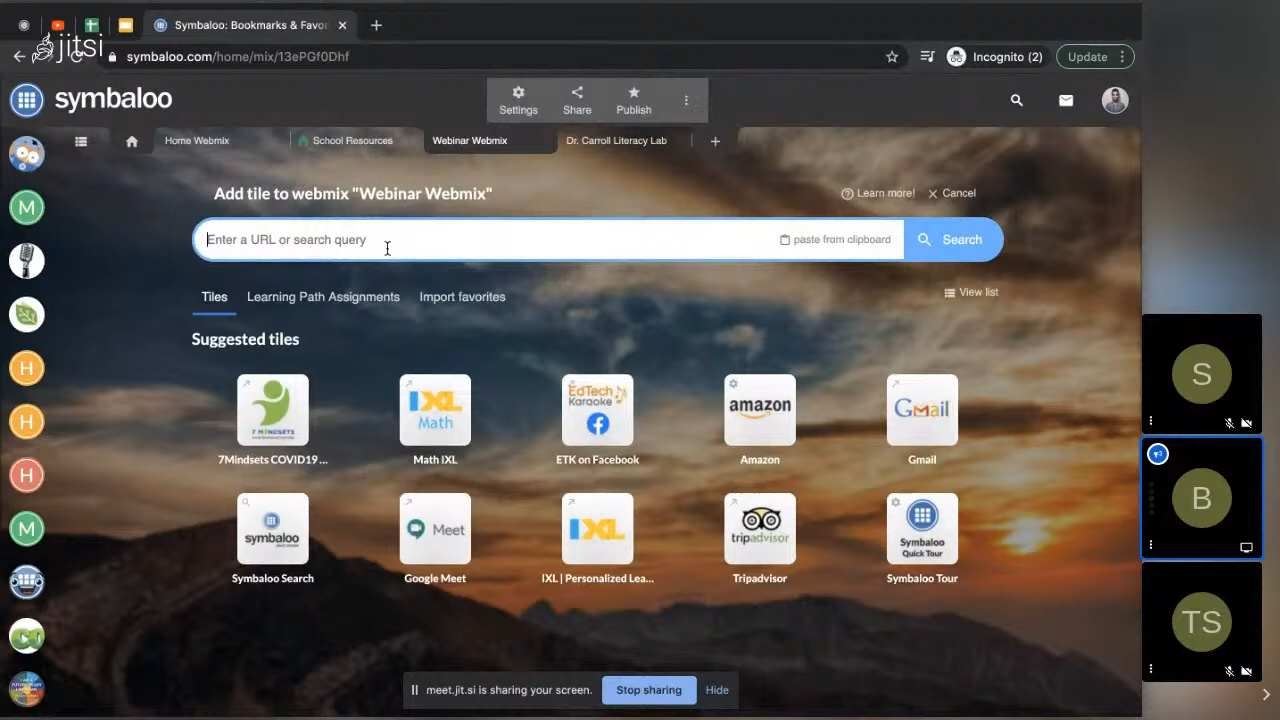 Symbaloo: Bookmarks & Favo
jitsi
symbaloo.com/home/mix/13ePGf0Dhf
Incognito (2)
Update
symbaloo
Settings
Share
Publish
Home Webmix
School Resources
Webinar Webmix
Dr. Carroll Literacy Lab
Add tile to webmix "Webinar Webmix"
Learn more!
Cancel
Enter a URL or search query
paste from clipboard
Search
Tiles
Learning Path Assignments
Import favorites
View list
Suggested tiles
7 MINDSETS
IXL
Math
EdTech
Karaoke
amazon
Gmail
7Mindsets COVID19 ...
Math IXL
ETK on Facebook
Amazon
Gmail
symbaloo
Meet
IXL
tripadvisor
Symbaloo
Quick Tour
Symbaloo Search
Google Meet
IXL | Personalized Lea...
Tripadvisor
Symbaloo Tour
meet.jit.si is sharing your screen.
Stop sharing
Hide
M
H
H
H
M
S
B
TS